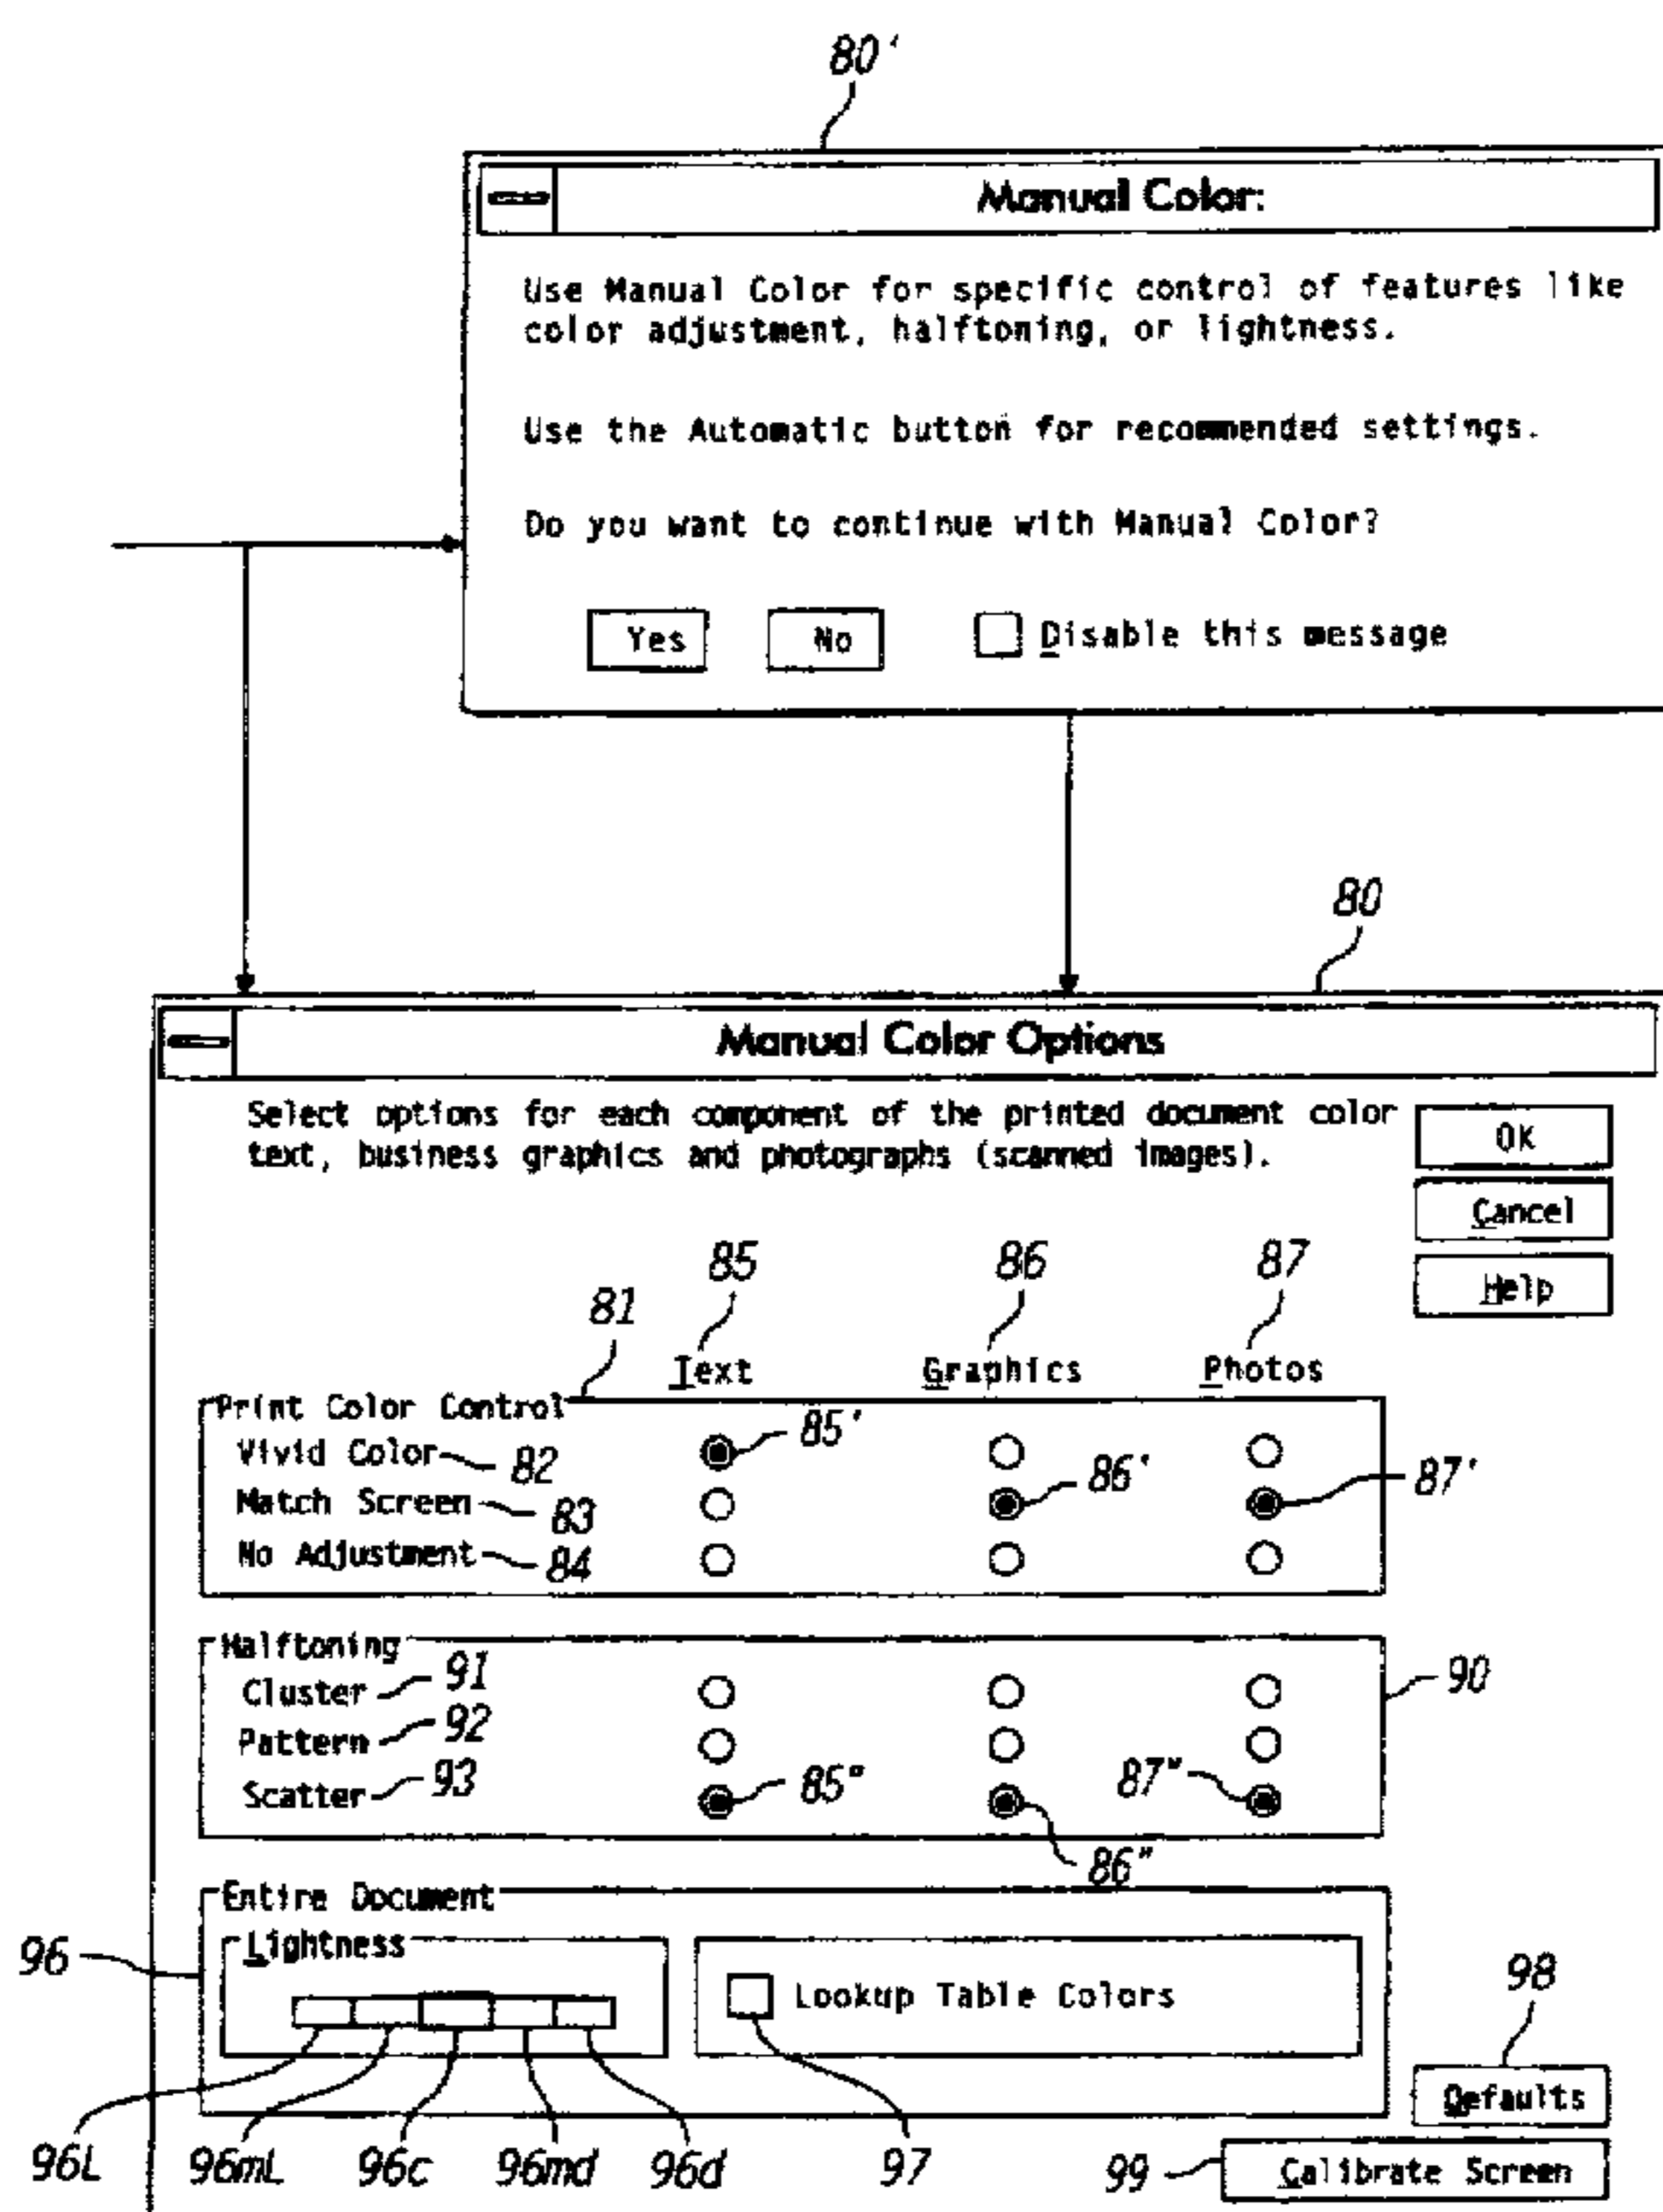 80'
Manual Color:
Use Manual Color for specific control of features like
color adjustment, halftoning, or lightness.
Use the Automatic button for recommended settings.
Do you want to continue with Manual Color?
Yes No Disable this message
80
Manual Color Options
Select options for each component of the printed document color
text, business graphics and photographs (scanned images).
OK
Cancel
Help
85 86 87
81
Text Graphics Photos
Print Color Control
Vivid Color 82 85'
Match Screen 83 86' 87'
No Adjustment 84
Halftoning
Cluster 91
90
Pattern 92
Scatter 93 85" 87"
86"
Entire Document
96
Lightness
Lookup Table Colors
98
Defaults
96L 96mL 96c 96md 96d 97
99 Calibrate Screen